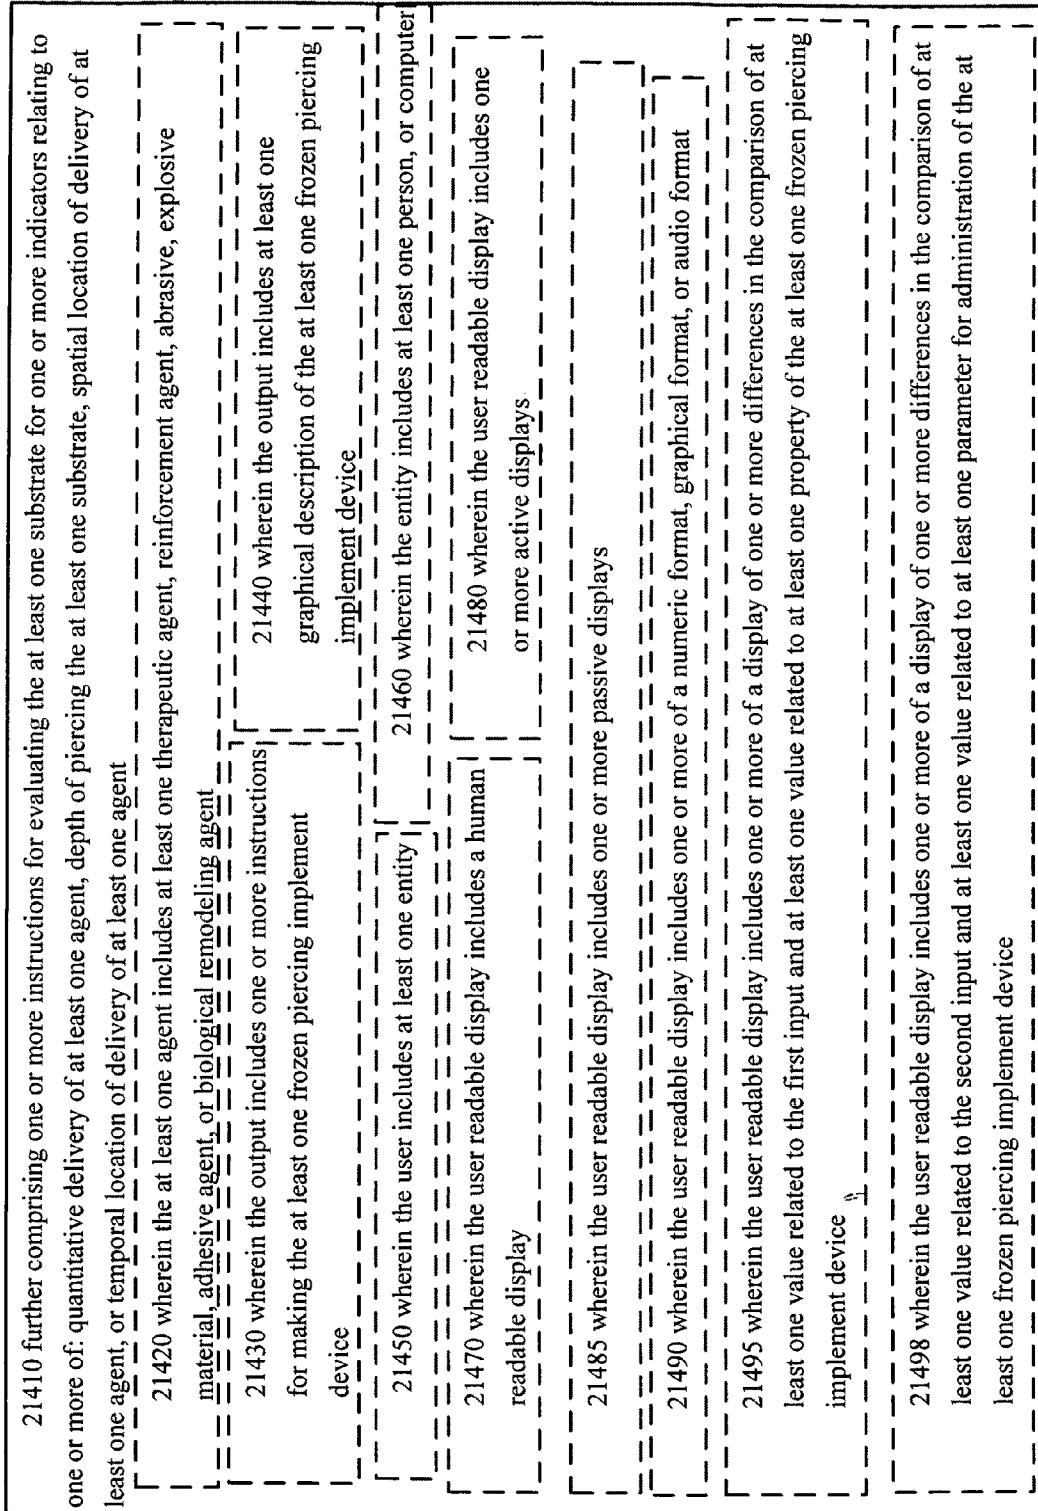 21410 further comprising one or more instructions for evaluating the at least one substrate for one or more indicators relating to
one or more of: quantitative delivery of at least one agent, depth of piercing the at least one substrate, spatial location of delivery of at
least one agent, or temporal location of delivery of at least one agent
21420 wherein the at least one agent includes at least one therapeutic agent, reinforcement agent, abrasive, explosive
material, adhesive agent, or biological remodeling agent
21430 wherein the output includes one or more instructions
for making the at least one frozen piercing implement
device
21440 wherein the output includes at least one
graphical description of the at least one frozen piercing
implement device
21450 wherein the user includes at least one entity
21460 wherein the entity includes at least one person, or computer
21470 wherein the user readable display includes a human
readable display
21480 wherein the user readable display includes one
or more active displays
21485 wherein the user readable display includes one or more passive displays
21490 wherein the user readable display includes one or more of a numeric format, graphical format, or audio format
21495 wherein the user readable display includes one or more of a display of one or more differences in the comparison of at
least one value related to the first input and at least one value related to at least one property of the at least one frozen piercing
implement device
21498 wherein the user readable display includes one or more of a display of one or more differences in the comparison of at
least one value related to the second input and at least one value related to at least one parameter for administration of the at
least one frozen piercing implement device